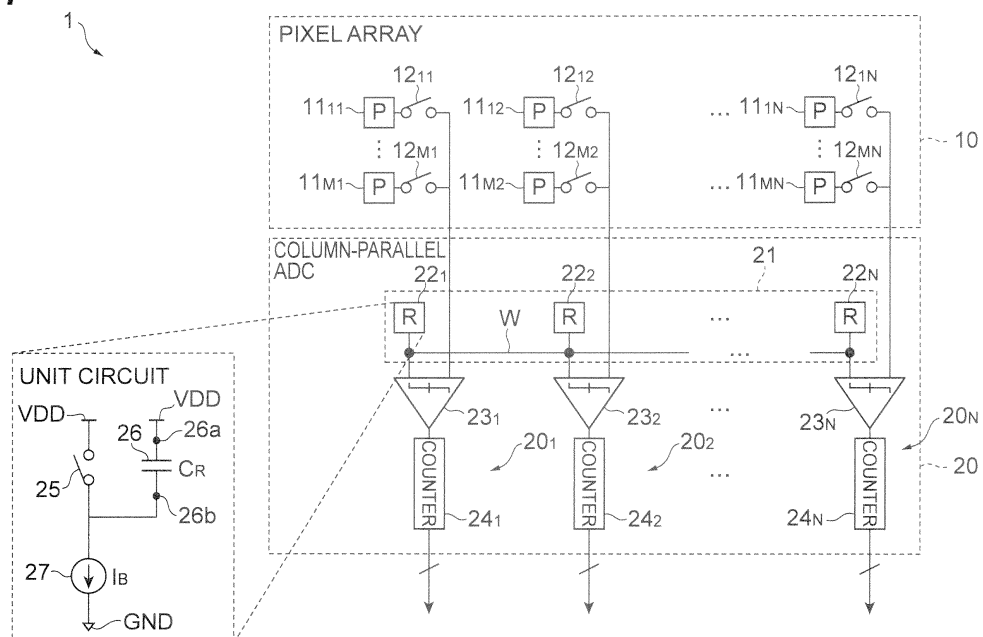 1
PIXEL ARRAY
12₁₁ 12₁₂ 12₁N
11₁₁ P 11₁₂ P ... 11₁N P
10
12M₁ 12M₂ 12MN
11M₁ P 11M₂ P ... 11MN P
COLUMN-PARALLEL
ADC
21
22₁ 22₂ 22N
R R ... R
W ...
UNIT CIRCUIT
VDD VDD
26 26a
CR
25
26b
27 IB
GND
23₁ 23₂ ... 23N
20₁ 20₂ ... 20N
20
COUNTER COUNTER COUNTER
24₁ 24₂ 24N